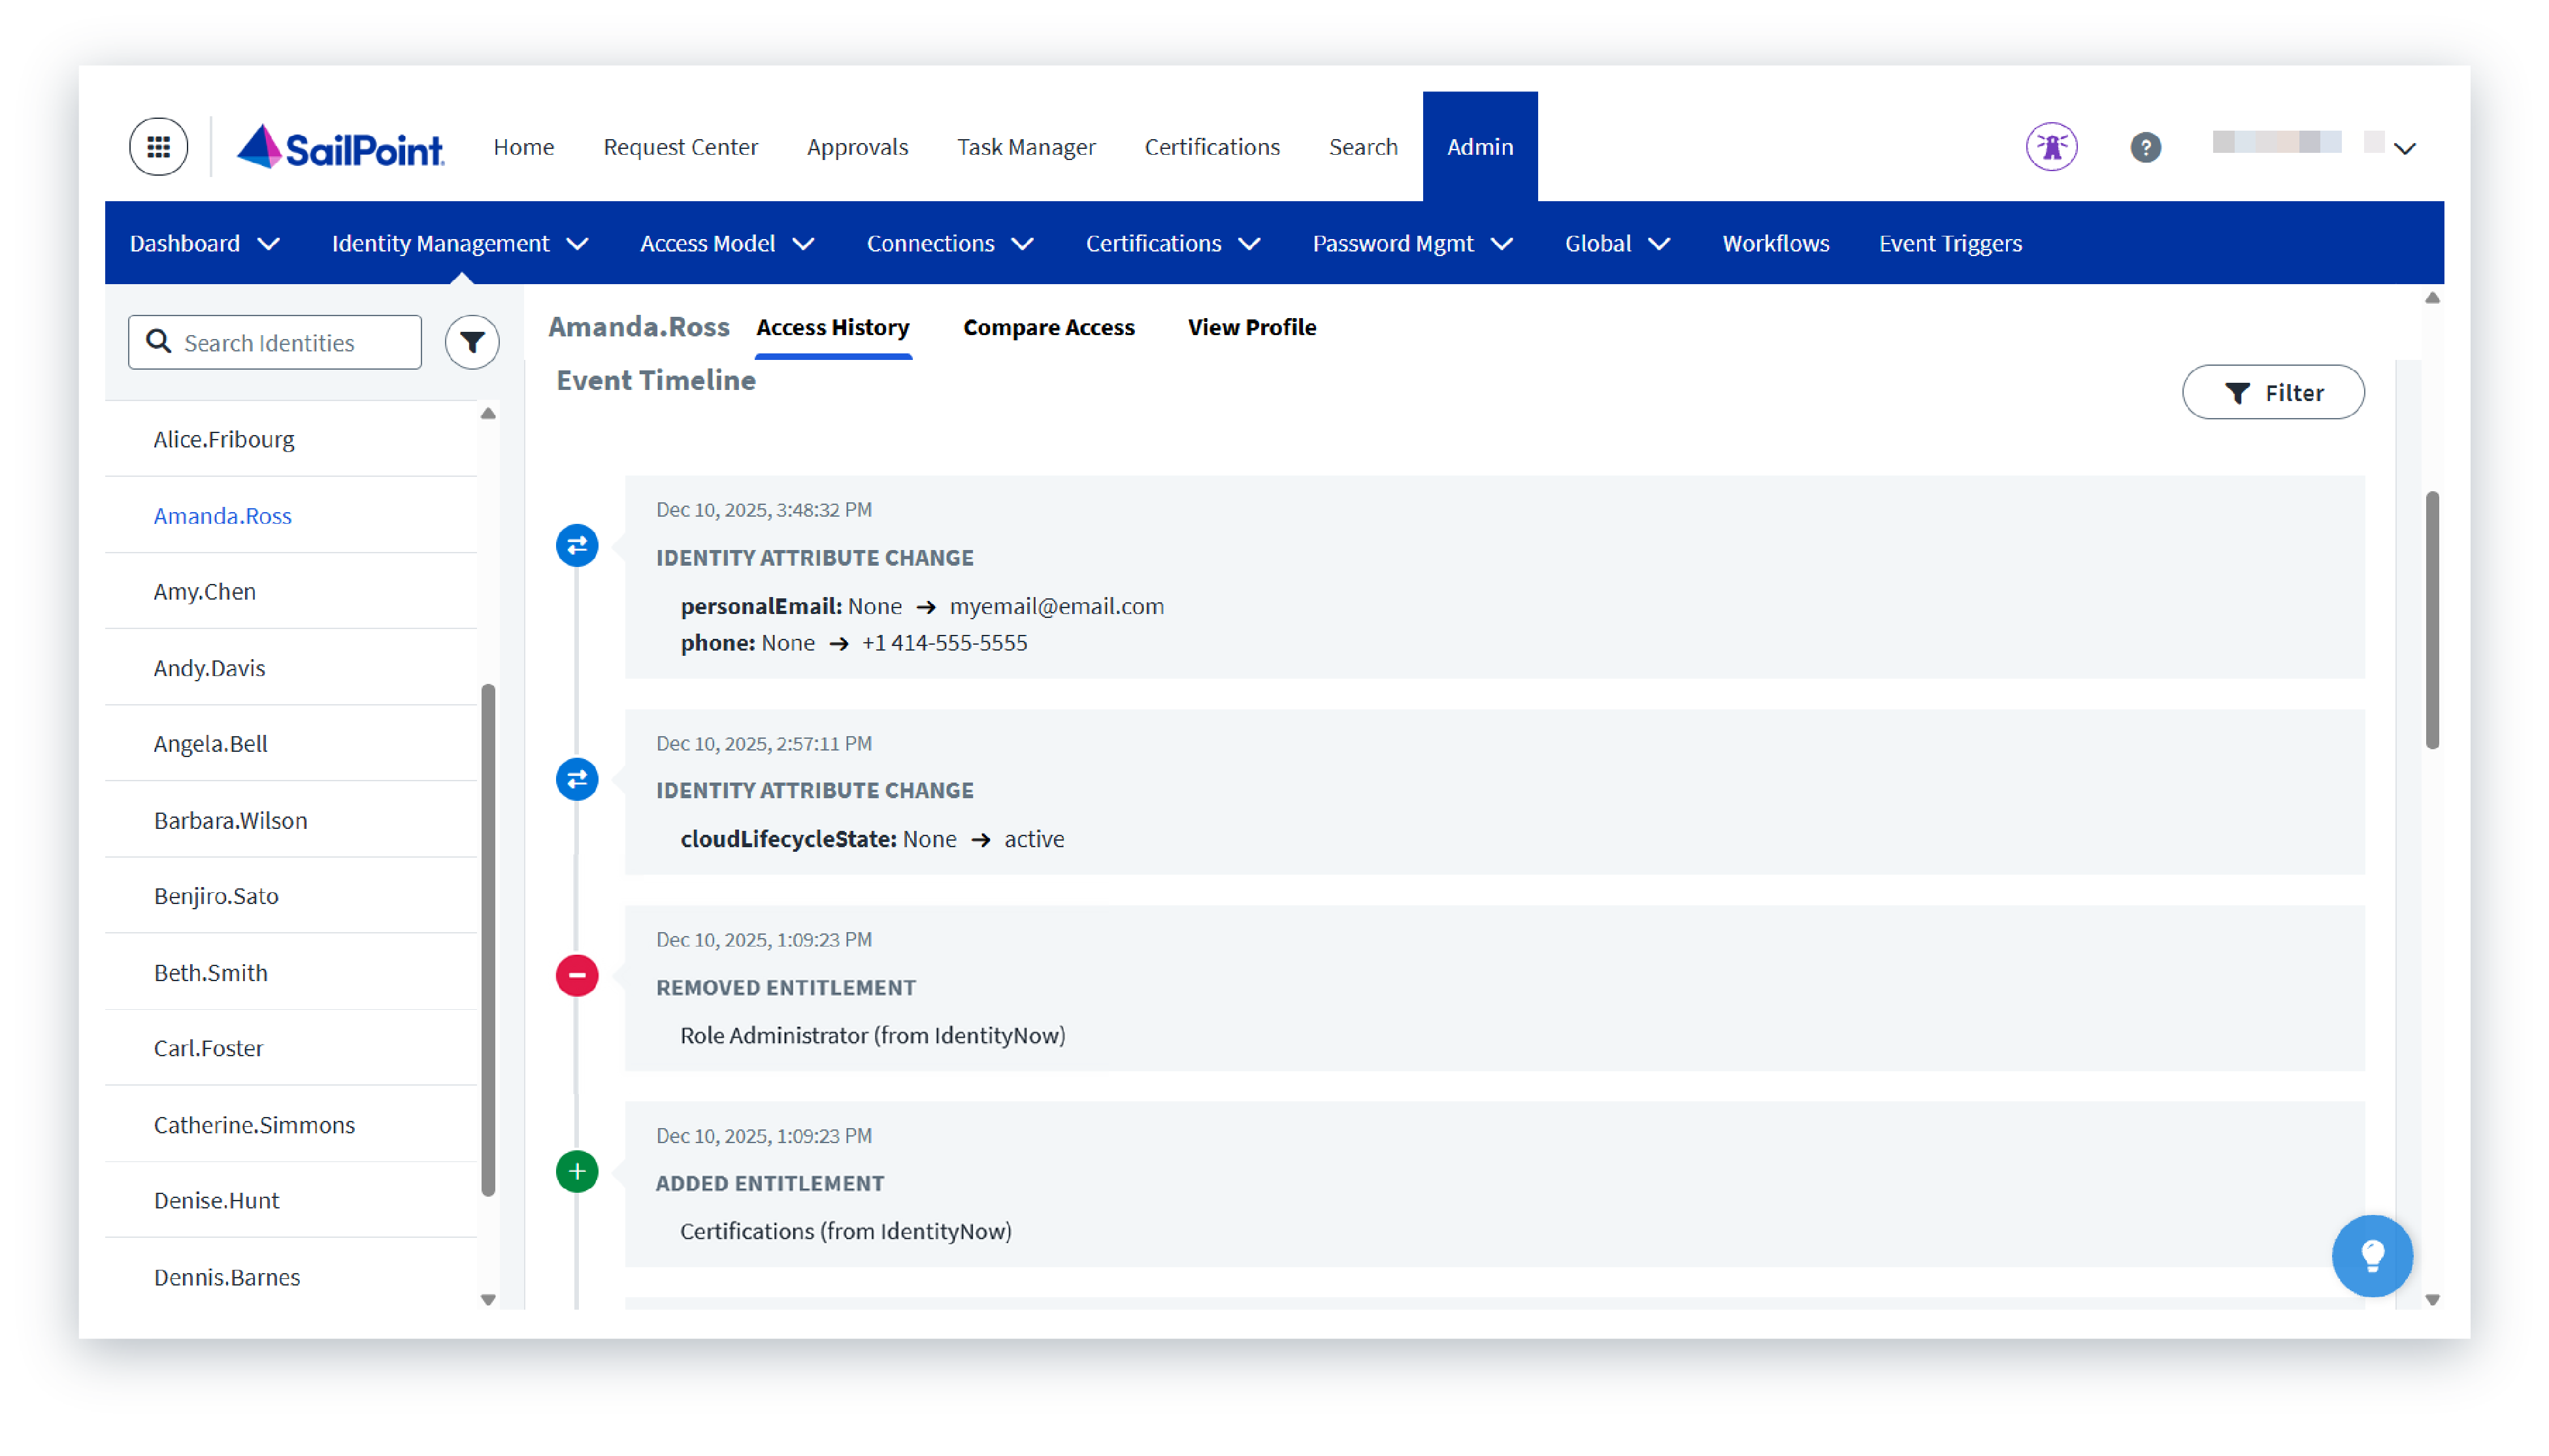 SailPoint
Home Request Center Approvals Task Manager Certifications Search Admin
?
Dashboard Identity Management Access Model Connections Certifications Password Mgmt Global Workflows Event Triggers
Search Identities
Alice.Fribourg
Amanda.Ross
Amy.Chen
Andy.Davis
Angela.Bell
Barbara.Wilson
Benjiro.Sato
Beth.Smith
Carl.Foster
Catherine.Simmons
Denise.Hunt
Dennis.Barnes
Amanda.Ross Access History Compare Access View Profile
Event Timeline
Filter
Dec 10, 2025, 3:48:32 PM
IDENTITY ATTRIBUTE CHANGE
personalEmail: None → myemail@email.com
phone: None → +1 414-555-5555
Dec 10, 2025, 2:57:11 PM
IDENTITY ATTRIBUTE CHANGE
cloudLifecycleState: None → active
Dec 10, 2025, 1:09:23 PM
REMOVED ENTITLEMENT
Role Administrator (from IdentityNow)
Dec 10, 2025, 1:09:23 PM
ADDED ENTITLEMENT
Certifications (from IdentityNow)